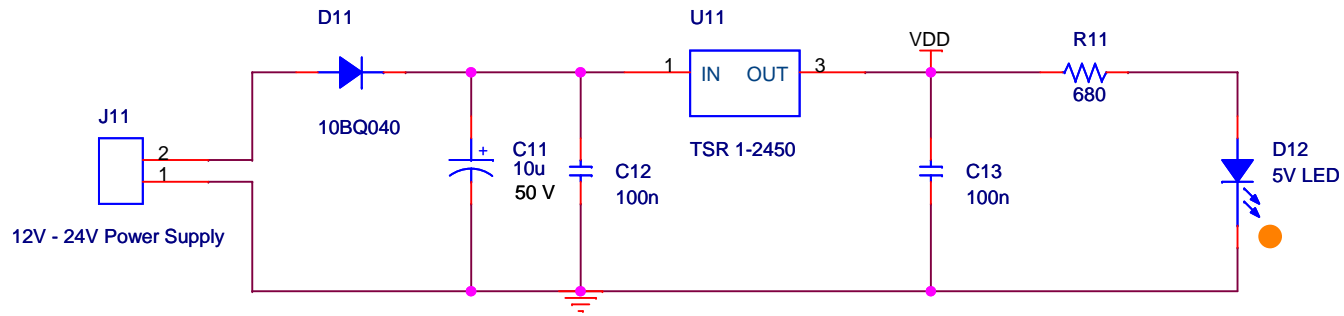 D11
U11
VDD
R11
1
IN
OUT
3
680
J11
10BQ040
2
1
C11
10u
50 V
+
C12
100n
TSR 1-2450
C13
100n
D12
5V LED
12V - 24V Power Supply